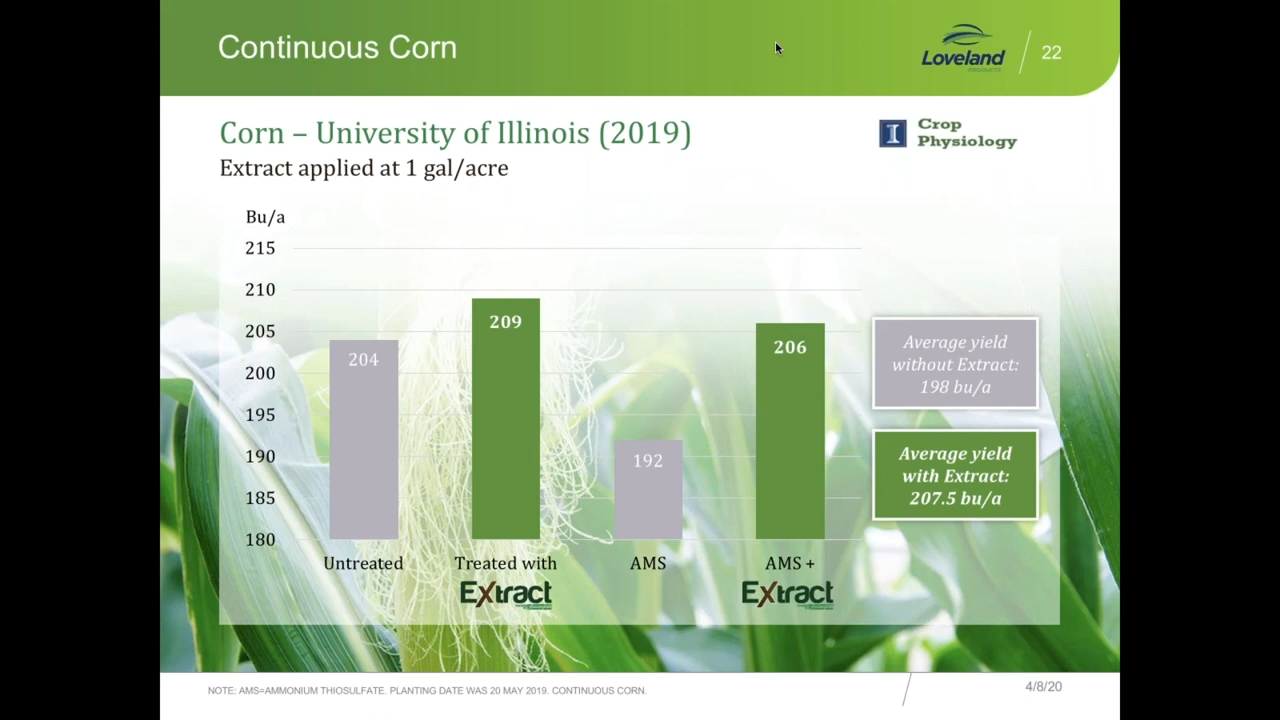 Continuous Corn
Loveland
PRODUCTS
22
Corn – University of Illinois (2019)
Extract applied at 1 gal/acre
I
Crop
Physiology
Bu/a
215
210
205
200
195
190
185
180
204
209
192
206
Untreated
Treated with
Extract
AMS
AMS +
Extract
Average yield
without Extract:
198 bu/a
Average yield
with Extract:
207.5 bu/a
NOTE: AMS=AMMONIUM THIOSULFATE. PLANTING DATE WAS 20 MAY 2019. CONTINUOUS CORN.
4/8/20